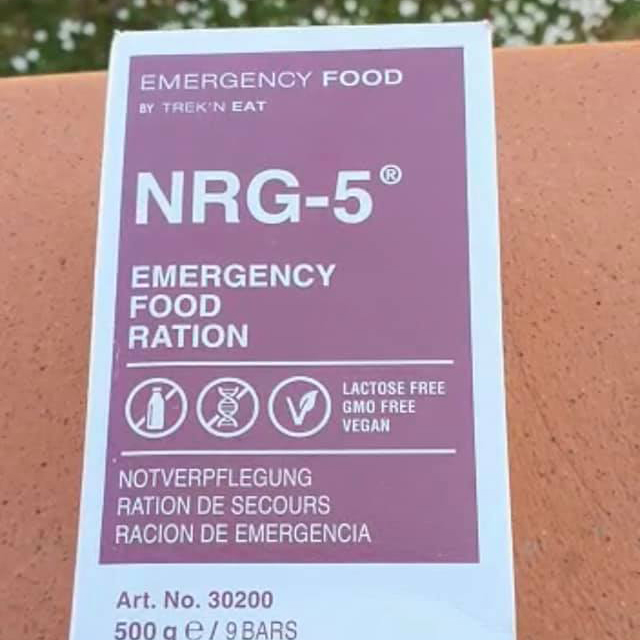 EMERGENCY FOOD
BY TREK'N EAT
NRG-5®
EMERGENCY
FOOD
RATION
LACTOSE FREE
GMO FREE
VEGAN
NOTVERPFLEGUNG
RATION DE SECOURS
RACION DE EMERGENCIA
Art. No. 30200
500 g ℮ / 9 BARS